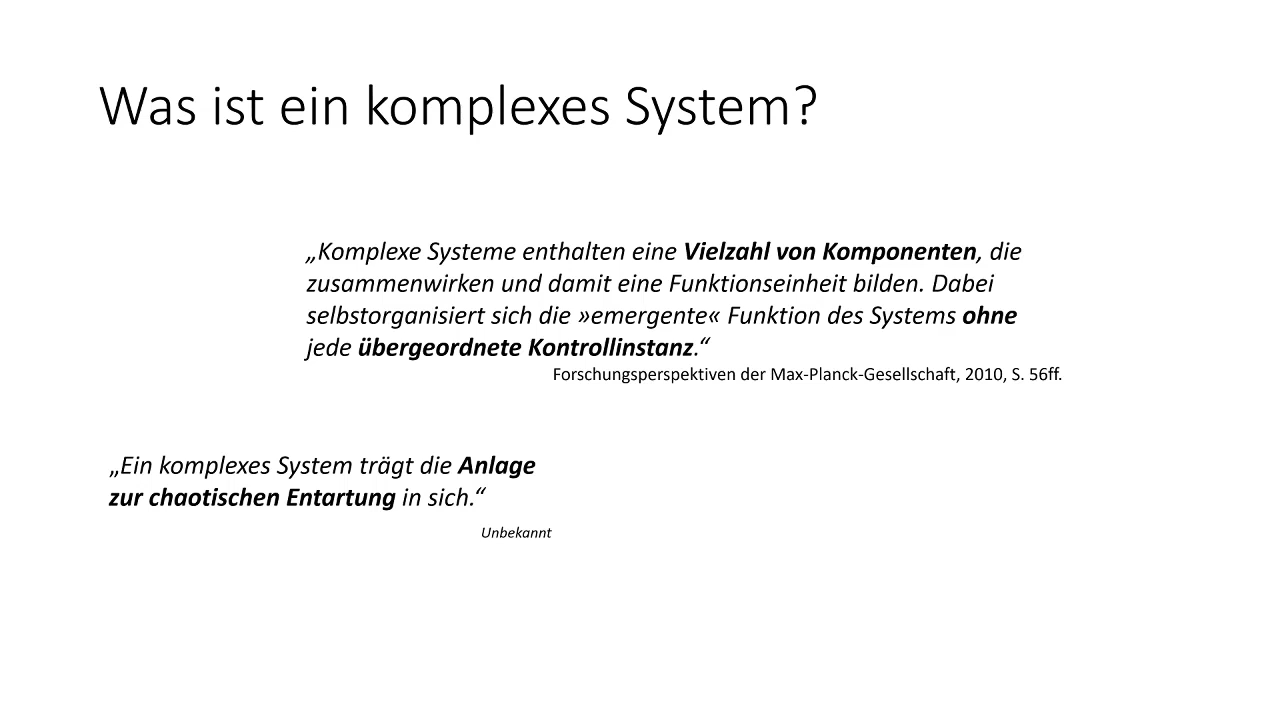 Was ist ein komplexes System?
„Komplexe Systeme enthalten eine Vielzahl von Komponenten, die
zusammenwirken und damit eine Funktionseinheit bilden. Dabei
selbstorganisiert sich die »emergente« Funktion des Systems ohne
jede übergeordnete Kontrollinstanz.“
Forschungsperspektiven der Max-Planck-Gesellschaft, 2010, S. 56ff.
„Ein komplexes System trägt die Anlage
zur chaotischen Entartung in sich.“
Unbekannt